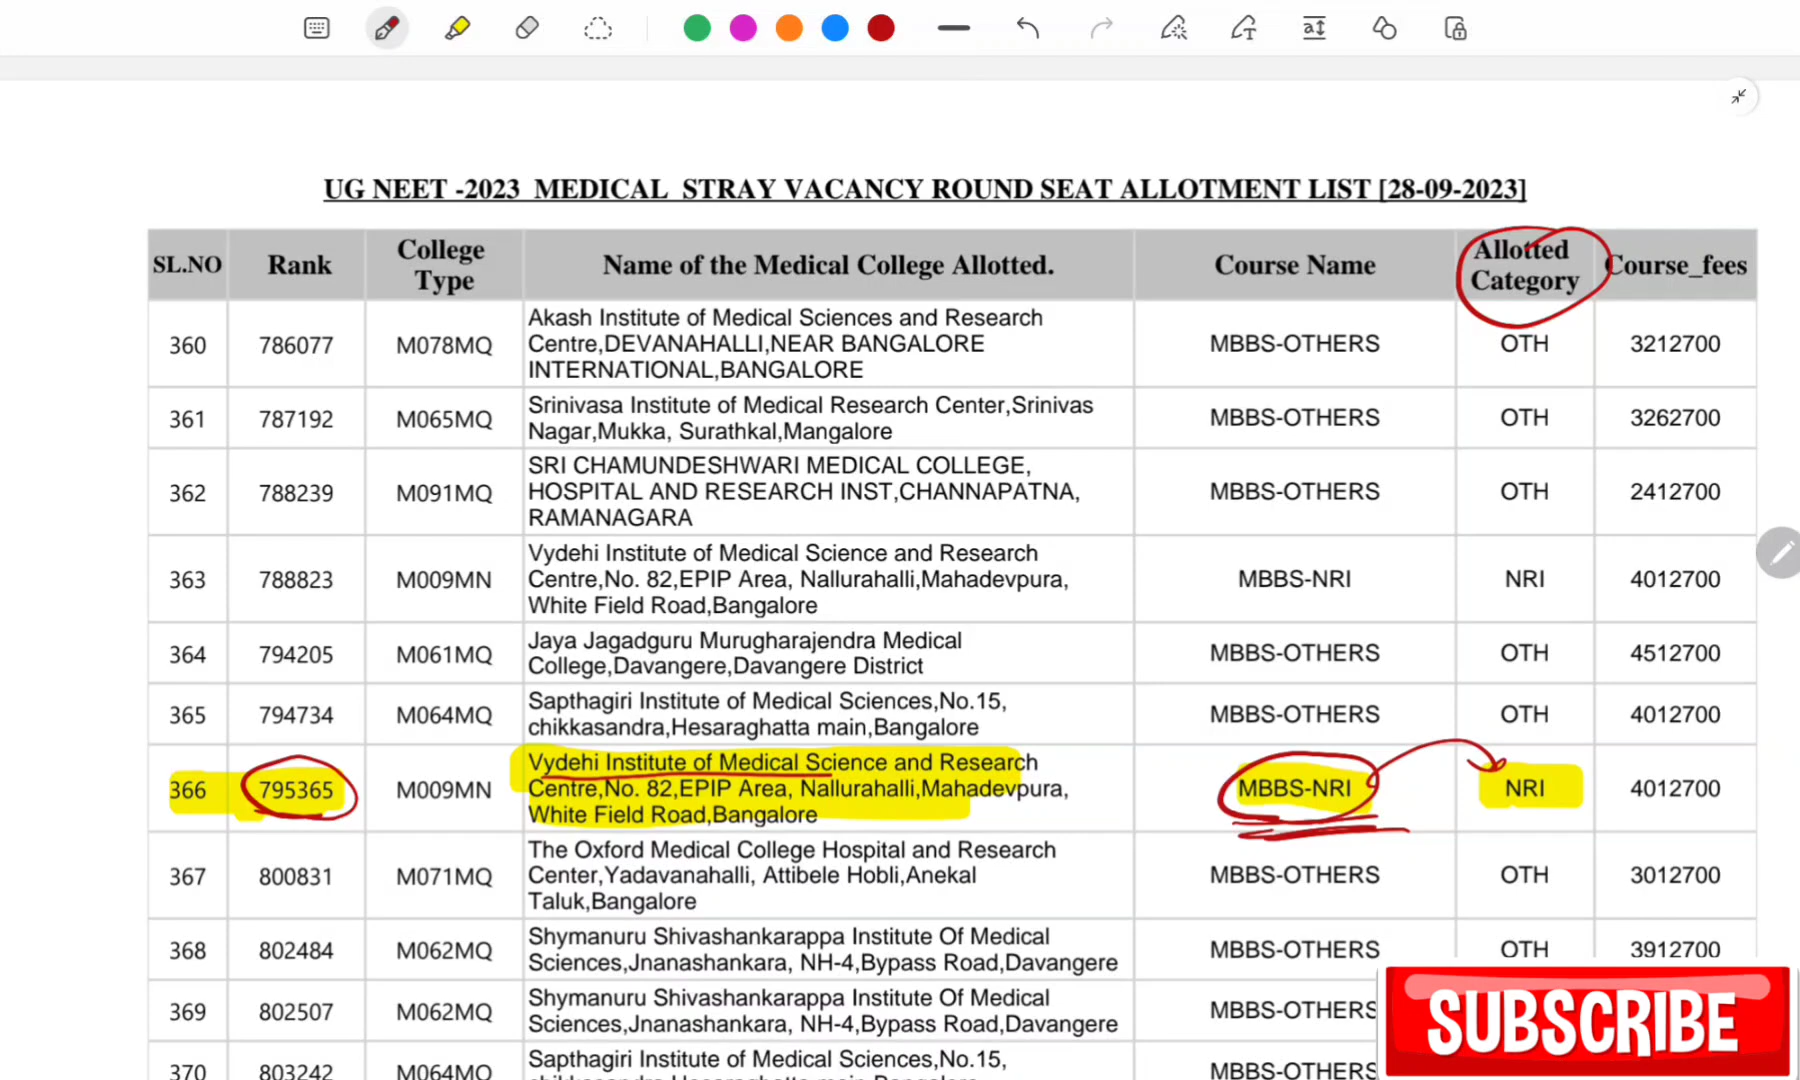 UG NEET -2023 MEDICAL STRAY VACANCY ROUND SEAT ALLOTMENT LIST [28-09-2023]
SL.NO Rank College Type Name of the Medical College Allotted. Course Name Allotted Category Course_fees
360 786077 M078MQ Akash Institute of Medical Sciences and Research
Centre,DEVANAHALLI,NEAR BANGALORE
INTERNATIONAL,BANGALORE MBBS-OTHERS OTH 3212700
361 787192 M065MQ Srinivasa Institute of Medical Research Center,Srinivas
Nagar,Mukka, Surathkal,Mangalore MBBS-OTHERS OTH 3262700
362 788239 M091MQ SRI CHAMUNDESHWARI MEDICAL COLLEGE,
HOSPITAL AND RESEARCH INST,CHANNAPATNA,
RAMANAGARA MBBS-OTHERS OTH 2412700
363 788823 M009MN Vydehi Institute of Medical Science and Research
Centre,No. 82,EPIP Area, Nallurahalli,Mahadevpura,
White Field Road,Bangalore MBBS-NRI NRI 4012700
364 794205 M061MQ Jaya Jagadguru Murugharajendra Medical
College,Davangere,Davangere District MBBS-OTHERS OTH 4512700
365 794734 M064MQ Sapthagiri Institute of Medical Sciences,No.15,
chikkasandra,Hesaraghatta main,Bangalore MBBS-OTHERS OTH 4012700
366 795365 M009MN Vydehi Institute of Medical Science and Research
Centre,No. 82,EPIP Area, Nallurahalli,Mahadevpura,
White Field Road,Bangalore MBBS-NRI NRI 4012700
367 800831 M071MQ The Oxford Medical College Hospital and Research
Center,Yadavanahalli, Attibele Hobli,Anekal
Taluk,Bangalore MBBS-OTHERS OTH 3012700
368 802484 M062MQ Shymanuru Shivashankarappa Institute Of Medical
Sciences,Jnanashankara, NH-4,Bypass Road,Davangere MBBS-OTHERS OTH 3912700
369 802507 M062MQ Shymanuru Shivashankarappa Institute Of Medical
Sciences,Jnanashankara, NH-4,Bypass Road,Davangere MBBS-OTHERS
370 803242 M064MQ Sapthagiri Institute of Medical Sciences,No.15,
MBBS-OTHERS
SUBSCRIBE